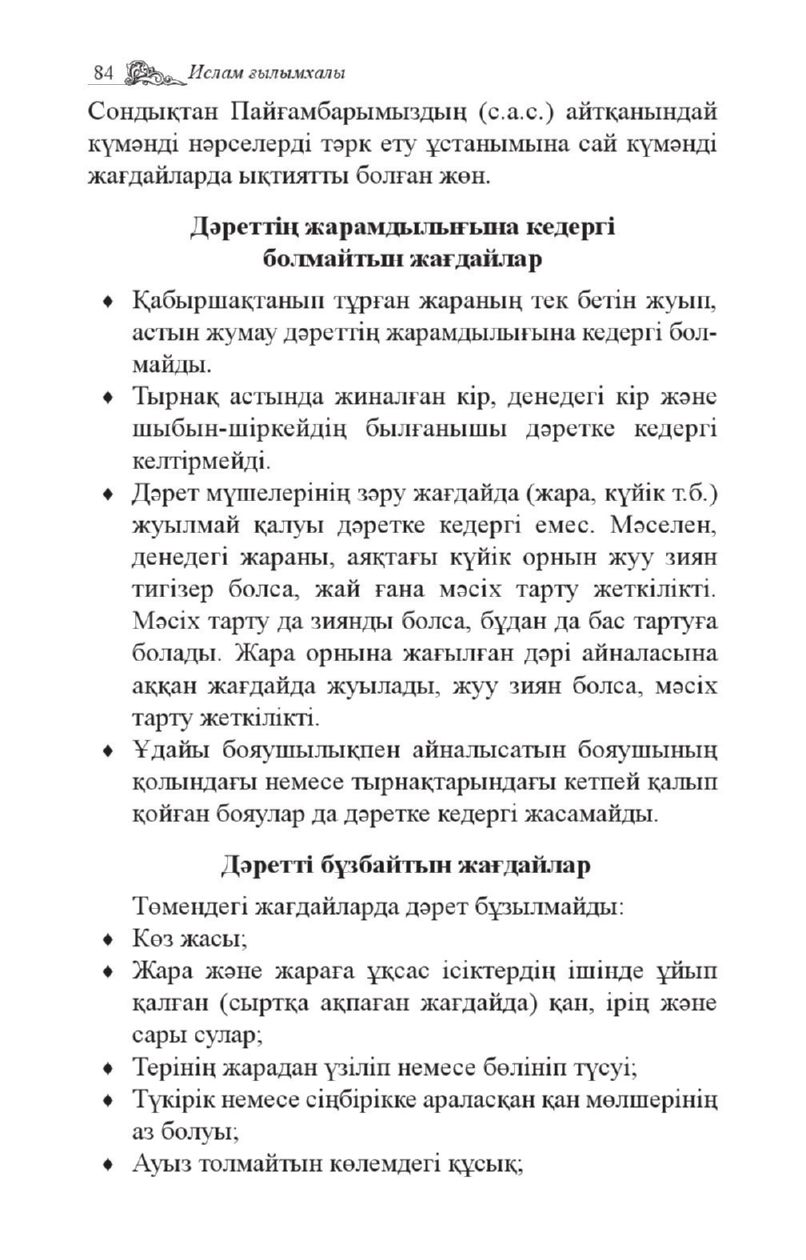 84 Ислам ғылымхалы
Сондықтан Пайғамбарымыздың (с.а.с.) айтқанындай
күмәнді нәрселерді тәрк ету ұстанымына сай күмәнді
жағдайларда ықтиятты болған жөн.
Дәреттің жарамдылығына кедергі
болмайтын жағдайлар
♦ Қабыршақтанып тұрған жараның тек бетін жуып,
астын жумау дәреттің жарамдылығына кедергі бол-
майды.
♦ Тырнақ астында жиналған кір, денедегі кір және
шыбын-шіркейдің былғанышы дәретке кедергі
келтірмейді.
♦ Дәрет мүшелерінің зәру жағдайда (жара, күйік т.б.)
жуылмай қалуы дәретке кедергі емес. Мәселен,
денедегі жараны, аяқтағы күйік орнын жуу зиян
тигізер болса, жай ғана мәсіх тарту жеткілікті.
Мәсіх тарту да зиянды болса, бұдан да бас тартуға
болады. Жара орнына жағылған дәрі айналасына
аққан жағдайда жуылады, жуу зиян болса, мәсіх
тарту жеткілікті.
♦ Ұдайы бояушылықпен айналысатын бояушының
қолындағы немесе тырнақтарындағы кетпей қалып
қойған бояулар да дәретке кедергі жасамайды.
Дәретті бұзбайтын жағдайлар
Төмендегі жағдайларда дәрет бұзылмайды:
♦ Көз жасы;
♦ Жара және жараға ұқсас ісіктердің ішінде ұйып
қалған (сыртқа ақпаған жағдайда) қан, ірің және
сары сулар;
♦ Терінің жарадан үзіліп немесе бөлініп түсуі;
♦ Түкірік немесе сіңбірікке араласқан қан мөлшерінің
аз болуы;
♦ Ауыз толмайтын көлемдегі құсық;